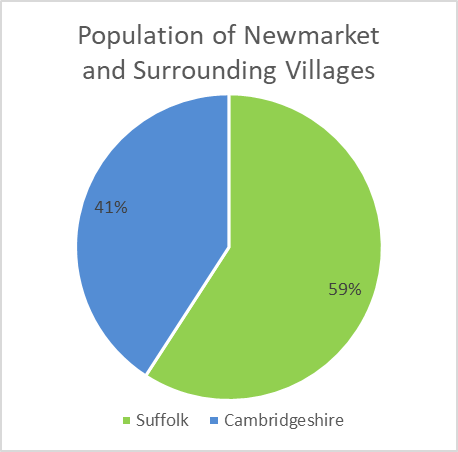 Population of Newmarket
and Surrounding Villages
41%
59%
Suffolk
Cambridgeshire